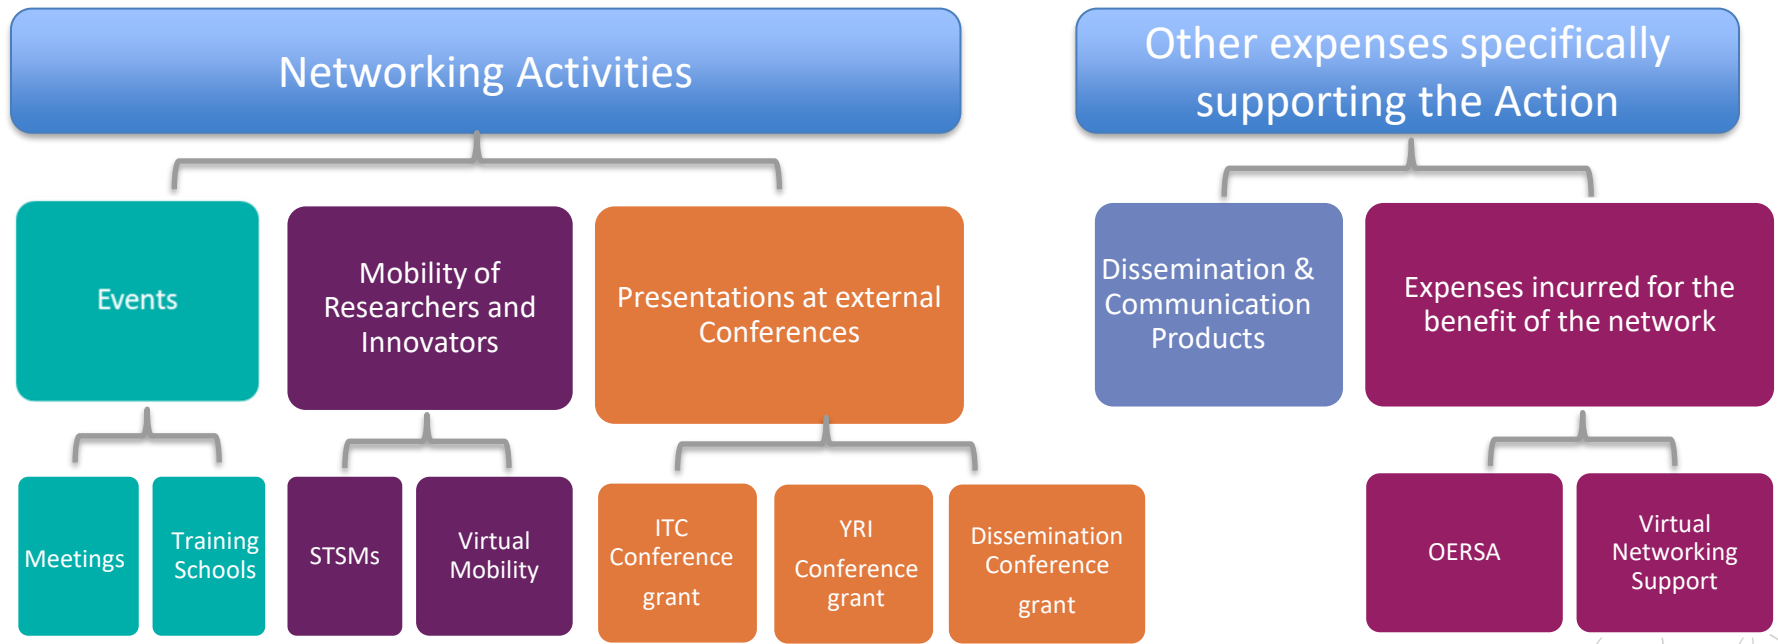 Networking Activities
Other expenses specifically
supporting the Action
Events
Mobility of
Researchers and
Innovators
Presentations at external
Conferences
Dissemination &
Communication
Products
Expenses incurred for the
benefit of the network
Meetings
Training
Schools
STSMs
Virtual
Mobility
ITC
Conference
grant
YRI
Conference
grant
Dissemination
Conference
grant
OERSA
Virtual
Networking
Support